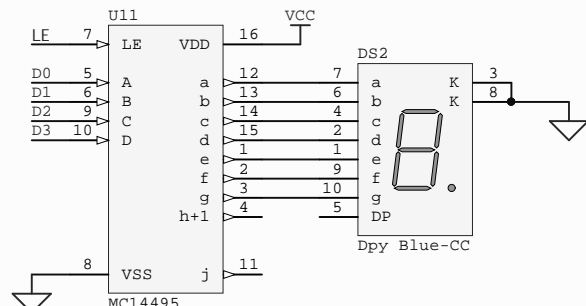 U11
VCC
LE 7 LE VDD 16
DS2
D0 5 A a 12 7 a K 3
D1 6 B b 13 6 b K 8
D2 9 C c 14 4 c
D3 10 D d 15 2 d
e 1 1 e
f 2 9 f
g 3 10 g
h+1 4 5 DP
Dpy Blue-CC
8 VSS j 11
MC14495